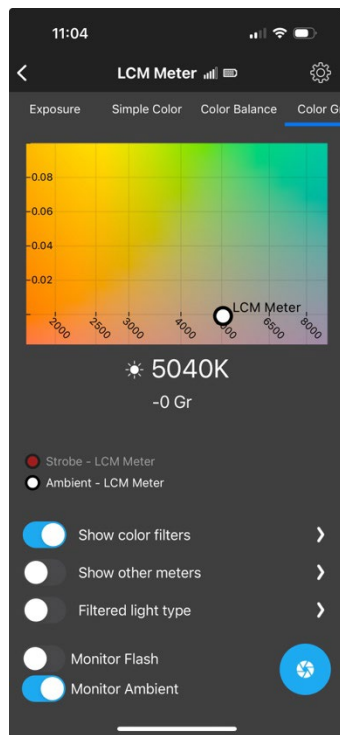 11:04
LCM Meter
Exposure Simple Color Color Balance Color G
0.08
0.06
0.04
0.02
LCM Meter
2000 2500 3000 4000 5000 6500 8000
5040K
-0 Gr
Strobe - LCM Meter
Ambient - LCM Meter
Show color filters
Show other meters
Filtered light type
Monitor Flash
Monitor Ambient